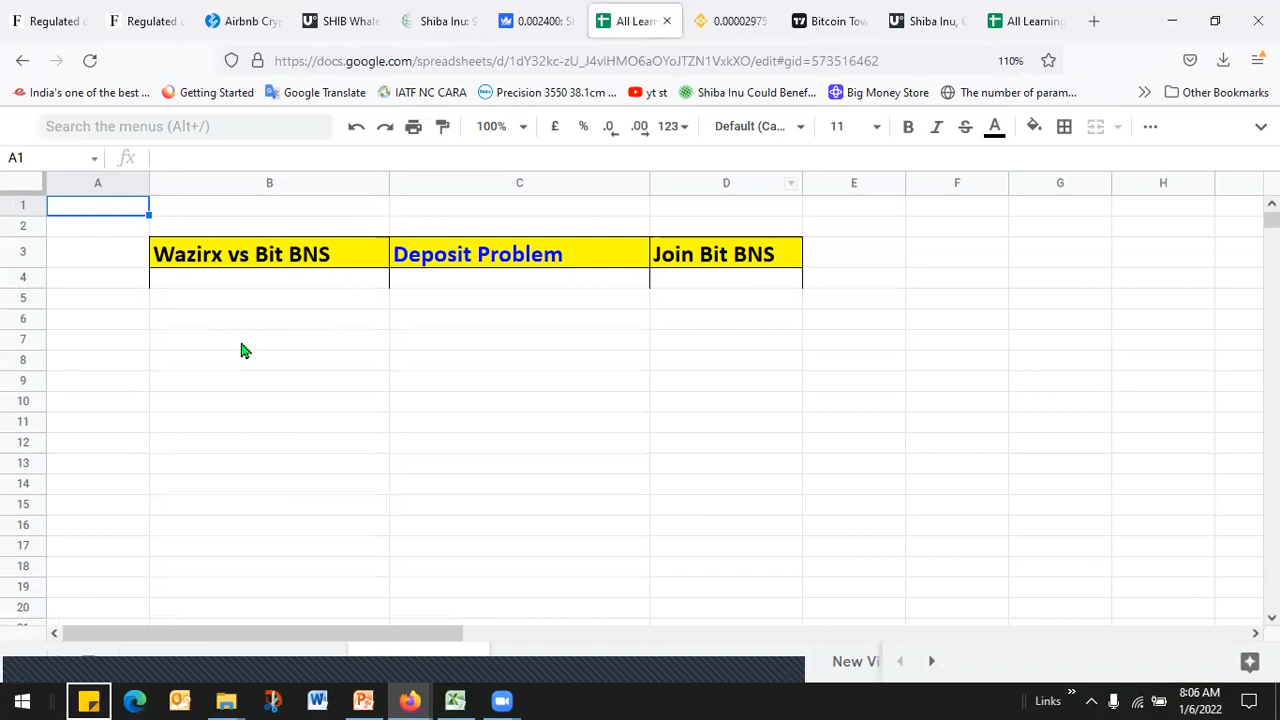 Regulated Regulated c Airbnb Cry SHIB Whale Shiba Inu: 0.002400: S All Lear 0.00002975 Bitcoin Tow Shiba Inu, All Learning
https://docs.google.com/spreadsheets/d/1dY32kc-zU_J4vlHMO6aOYoJTZN1VxkXO/edit#gid=573516462 110%
India's one of the best ... Getting Started Google Translate IATF NC CARA Precision 3550 38.1cm ... yt st Shiba Inu Could Benef... Big Money Store The number of param... Other Bookmarks
Search the menus (Alt+/) 100% £ % .0 .00 123 Default (Ca... 11 B I S A
A1 fx
A B C D E F G H
1
2
3 Wazirx vs Bit BNS Deposit Problem Join Bit BNS
4
5
6
7
8
9
10
11
12
13
14
15
16
17
18
19
20
New Vi
Links 8:06 AM
1/6/2022